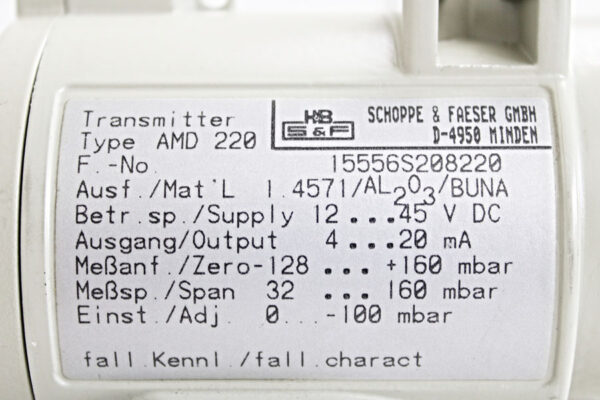 Transmitter
Type AMD 220
H&B
S&F
SCHOPPE & FAESER GMBH
D-4950 MINDEN
F.-No. 15556S208220
Ausf./Mat'L 1.4571/AL2O3/BUNA
Betr.sp./Supply 12...45 V DC
Ausgang/Output 4...20 mA
Meßanf./Zero-128 ... +160 mbar
Meßsp./Span 32 ... 160 mbar
Einst./Adj. 0...-100 mbar
fall.Kennl./fall.charact